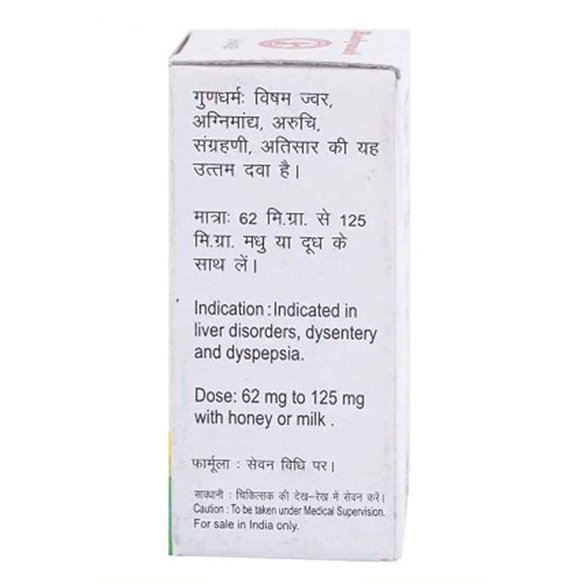 Baidyanath
गुणधर्मः विषम ज्वर,
अग्निमांद्य, अरुचि,
संग्रहणी, अतिसार की यह
उत्तम दवा है।
मात्राः 62 मि.ग्रा. से 125
मि.ग्रा. मधु या दूध के
साथ लें।
Indication : Indicated in
liver disorders, dysentery
and dyspepsia.
Dose: 62 mg to 125 mg
with honey or milk .
फार्मूला : सेवन विधि पर।
सावधानी : चिकित्सक की देख-रेख में सेवन करें।
Caution : To be taken under Medical Supervision.
For sale in India only.